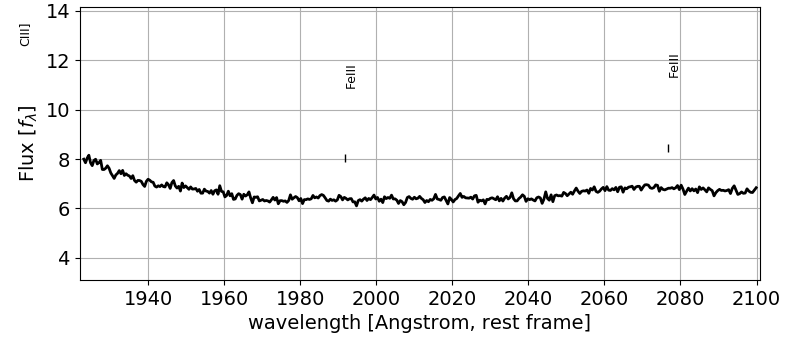 14
12
10
8
6
4
Flux [fλ]
CIII]
FeIII
FeIII
1940 1960 1980 2000 2020 2040 2060 2080 2100
wavelength [Angstrom, rest frame]